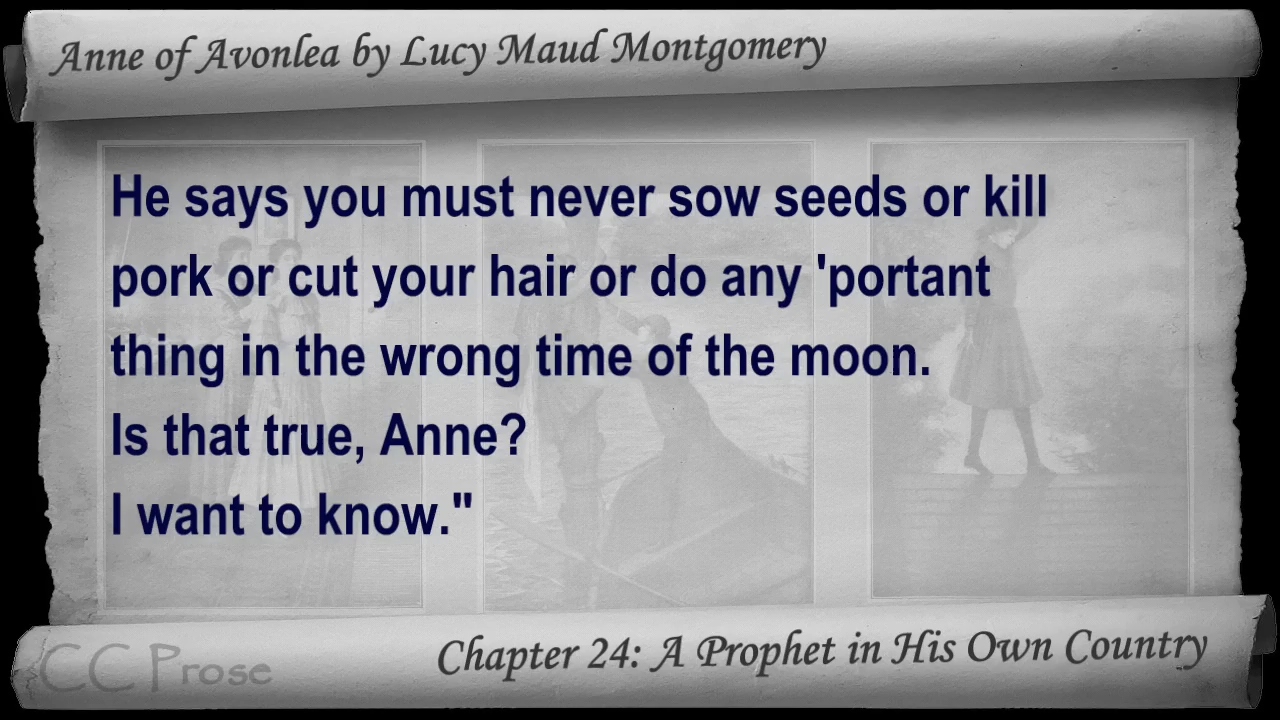 Anne of Avonlea by Lucy Maud Montgomery
He says you must never sow seeds or kill
pork or cut your hair or do any 'portant
thing in the wrong time of the moon.
Is that true, Anne?
I want to know."
CC Prose
Chapter 24: A Prophet in His Own Country